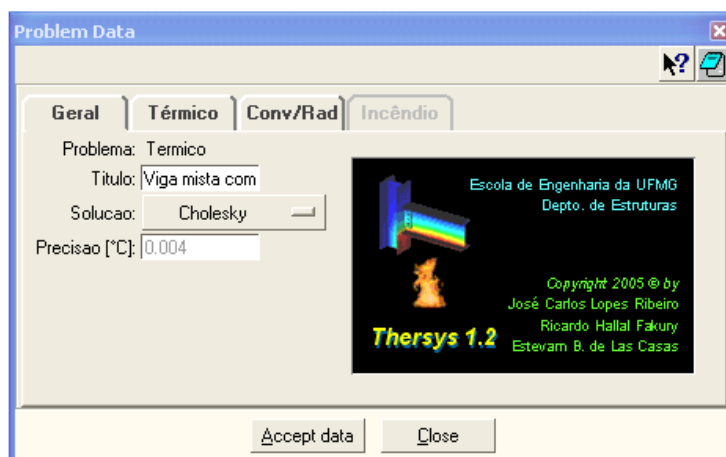 Problem Data
Geral Térmico Conv/Rad Incêndio
Problema: Termico
Titulo: Viga mista com
Solucao: Cholesky
Precisao [°C]: 0.004
Escola de Engenharia da UFMG
Depto. de Estruturas
Copyright 2005 © by
José Carlos Lopes Ribeiro
Ricardo Hallal Fakury
Estevam B. de Las Casas
Thersys 1.2
Accept data Close